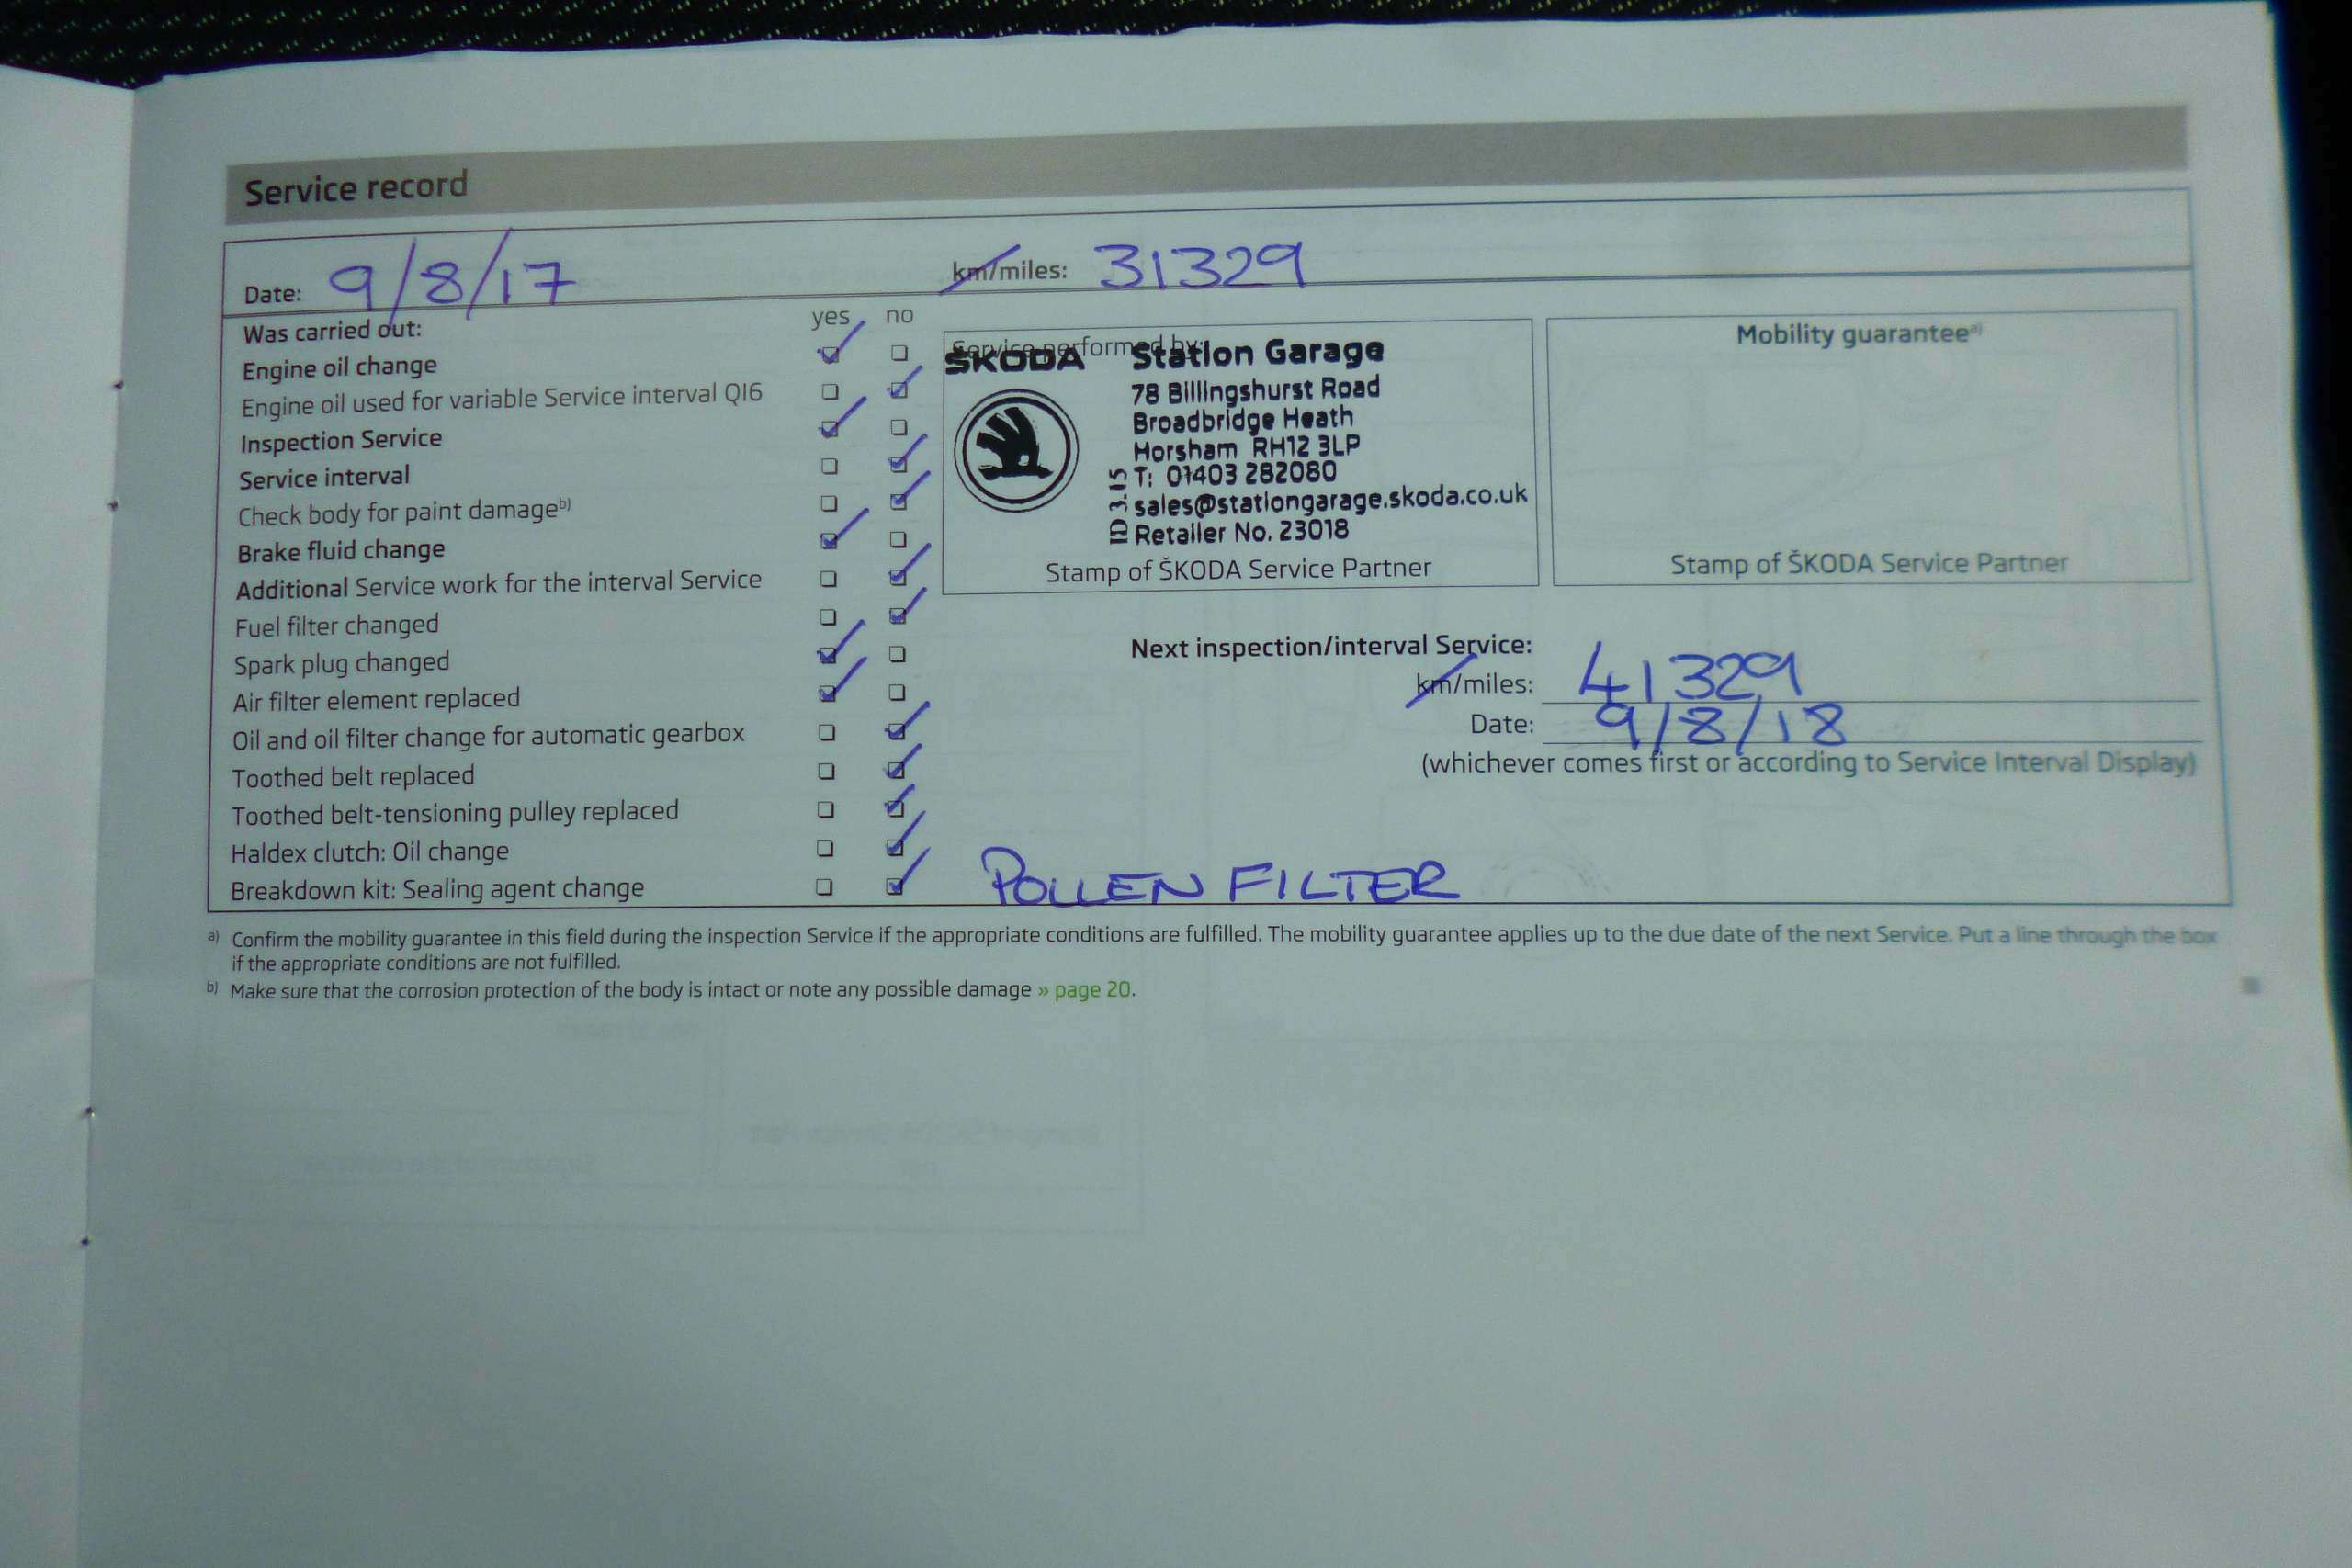 Service record
Date: 9/8/17 km/miles: 31329
Was carried out: yes no
Engine oil change
Engine oil used for variable Service interval QI6
Inspection Service
Service interval
Check body for paint damage b)
Brake fluid change
Additional Service work for the interval Service
Fuel filter changed
Spark plug changed
Air filter element replaced
Oil and oil filter change for automatic gearbox
Toothed belt replaced
Toothed belt-tensioning pulley replaced
Haldex clutch: Oil change
Breakdown kit: Sealing agent change
Service performed by:
ŠKODA Station Garage
78 Billingshurst Road
Broadbridge Heath
Horsham RH12 3LP
T: 01403 282080
sales@stationgarage.skoda.co.uk
Retailer No. 23018
Stamp of ŠKODA Service Partner
Mobility guarantee a)
Stamp of ŠKODA Service Partner
Next inspection/interval Service:
km/miles: 41329
Date: 9/8/18
(whichever comes first or according to Service Interval Display)
POLLEN FILTER
a) Confirm the mobility guarantee in this field during the inspection Service if the appropriate conditions are fulfilled. The mobility guarantee applies up to the due date of the next Service. Put a line through the box
if the appropriate conditions are not fulfilled.
b) Make sure that the corrosion protection of the body is intact or note any possible damage » page 20.